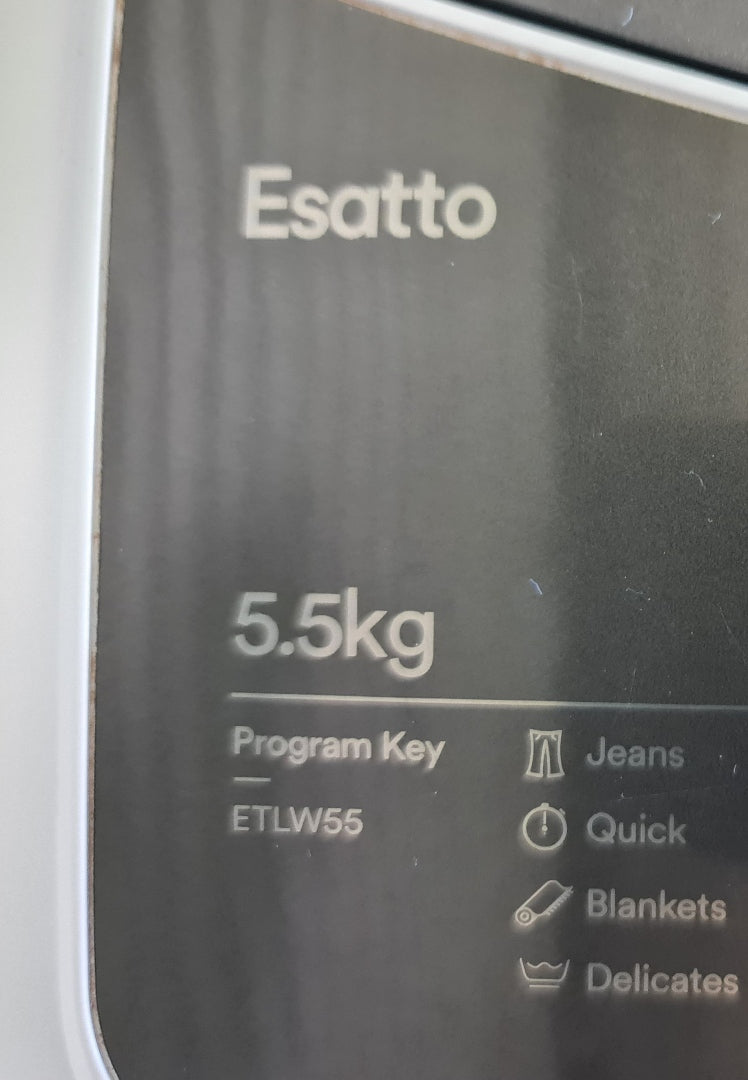 Esatto
5.5kg
Program Key
ETLW55
Jeans
Quick
Blankets
Delicates